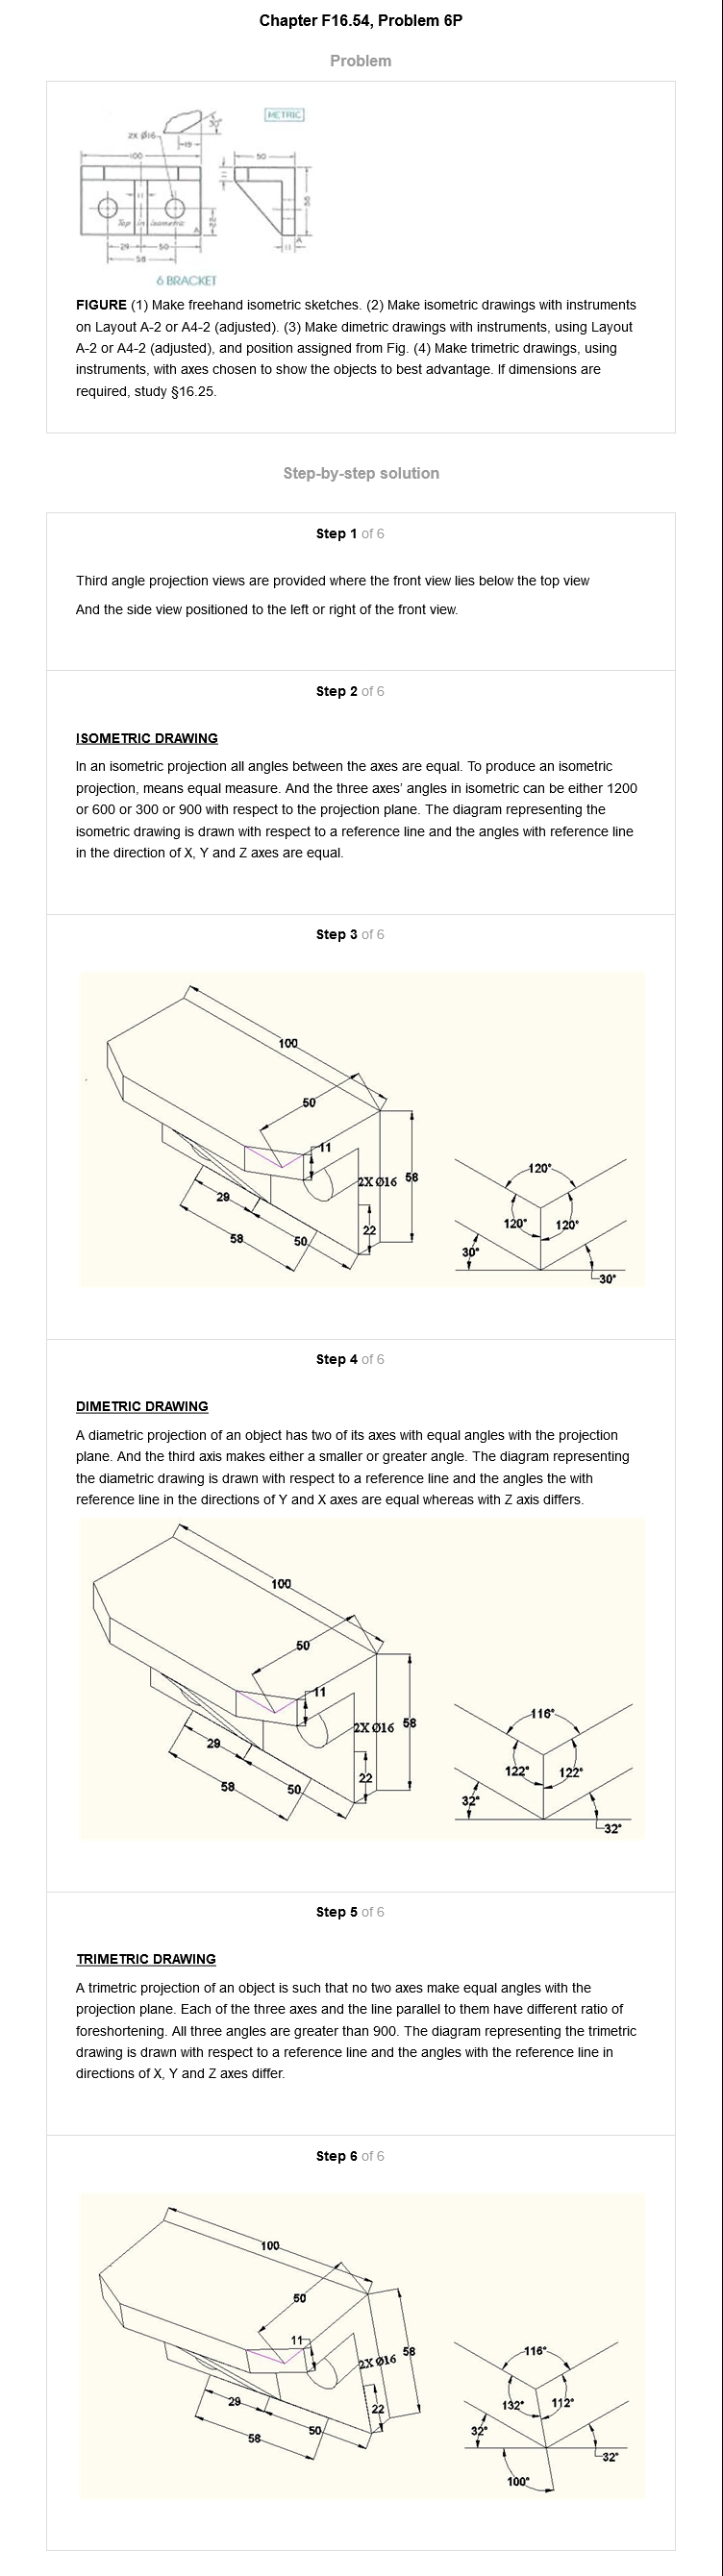 Chapter F16.54, Problem 6P
Problem
METRIC
30°
2X Ø16
19
100
50
11
11
58
Top in Isometric
A
22
A
29
50
11
58
6 BRACKET
FIGURE (1) Make freehand isometric sketches. (2) Make isometric drawings with instruments
on Layout A-2 or A4-2 (adjusted). (3) Make dimetric drawings with instruments, using Layout
A-2 or A4-2 (adjusted), and position assigned from Fig. (4) Make trimetric drawings, using
instruments, with axes chosen to show the objects to best advantage. If dimensions are
required, study §16.25.
Step-by-step solution
Step 1 of 6
Third angle projection views are provided where the front view lies below the top view
And the side view positioned to the left or right of the front view.
Step 2 of 6
ISOMETRIC DRAWING
In an isometric projection all angles between the axes are equal. To produce an isometric
projection, means equal measure. And the three axes' angles in isometric can be either 1200
or 600 or 300 or 900 with respect to the projection plane. The diagram representing the
isometric drawing is drawn with respect to a reference line and the angles with reference line
in the direction of X, Y and Z axes are equal.
Step 3 of 6
100
50
11
2X Ø16
58
29
22
58
50
120°
120°
120°
30°
30°
Step 4 of 6
DIMETRIC DRAWING
A diametric projection of an object has two of its axes with equal angles with the projection
plane. And the third axis makes either a smaller or greater angle. The diagram representing
the diametric drawing is drawn with respect to a reference line and the angles the with
reference line in the directions of Y and X axes are equal whereas with Z axis differs.
100
50
11
2X Ø16
58
29
22
58
50
116°
122°
122°
32°
32°
Step 5 of 6
TRIMETRIC DRAWING
A trimetric projection of an object is such that no two axes make equal angles with the
projection plane. Each of the three axes and the line parallel to them have different ratio of
foreshortening. All three angles are greater than 900. The diagram representing the trimetric
drawing is drawn with respect to a reference line and the angles with the reference line in
directions of X, Y and Z axes differ.
Step 6 of 6
100
50
11
2X Ø16
58
29
22
50
58
116°
132°
112°
32°
32°
100°